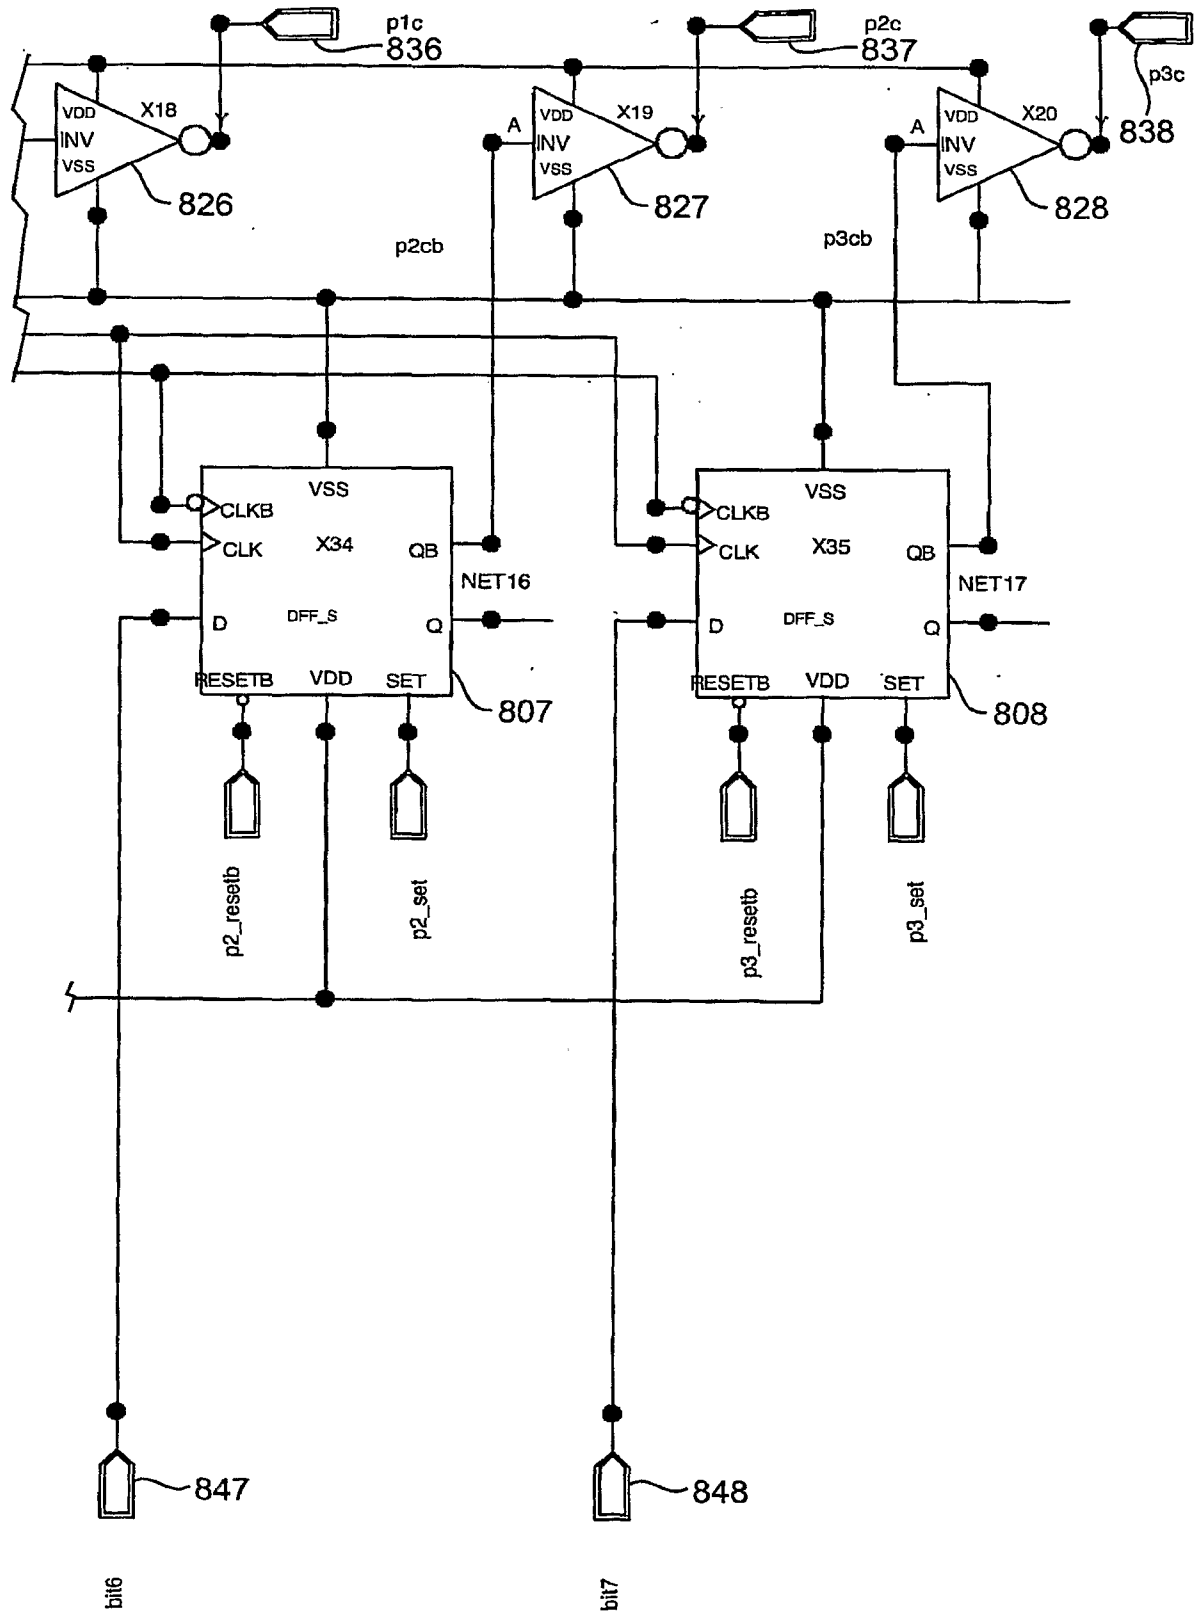 p1c
836
p2c
837
p3c
838
VDD
X18
INV
VSS
826
A
VDD
X19
INV
VSS
827
A
VDD
X20
INV
VSS
828
p2cb
p3cb
VSS
CLKB
CLK
X34
QB
NET16
D
DFF_S
Q
RESETB
VDD
SET
807
VSS
CLKB
CLK
X35
QB
NET17
D
DFF_S
Q
RESETB
VDD
SET
808
p2_resetb
p2_set
p3_resetb
p3_set
847
848
bit6
bit7